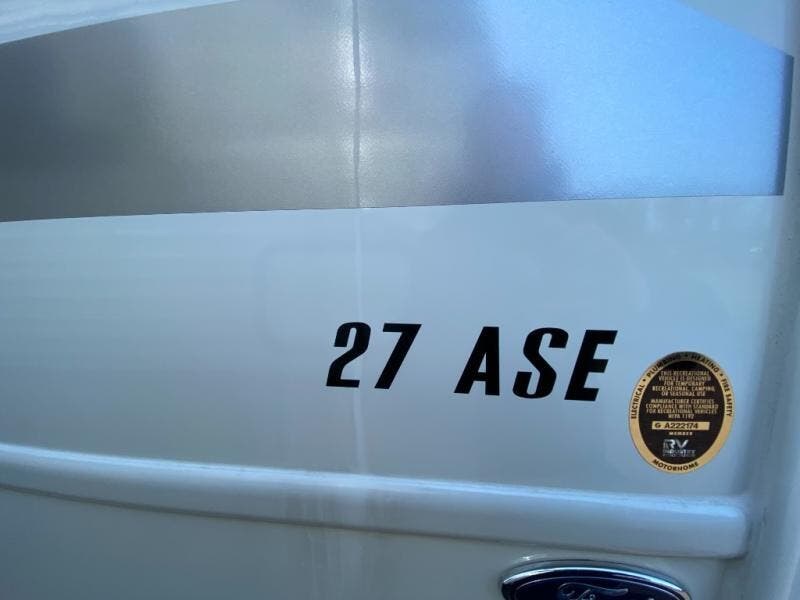 27 ASE
ELECTRICAL • PLUMBING • HEATING • FIRE SAFETY
THIS RECREATIONAL
VEHICLE IS DESIGNED
FOR TEMPORARY
RECREATIONAL, CAMPING
OR SEASONAL USE
MANUFACTURER CERTIFIES
COMPLIANCE WITH STANDARD
FOR RECREATIONAL VEHICLES
NFPA 1192
G A222174
MEMBER
RV
MOTORHOME